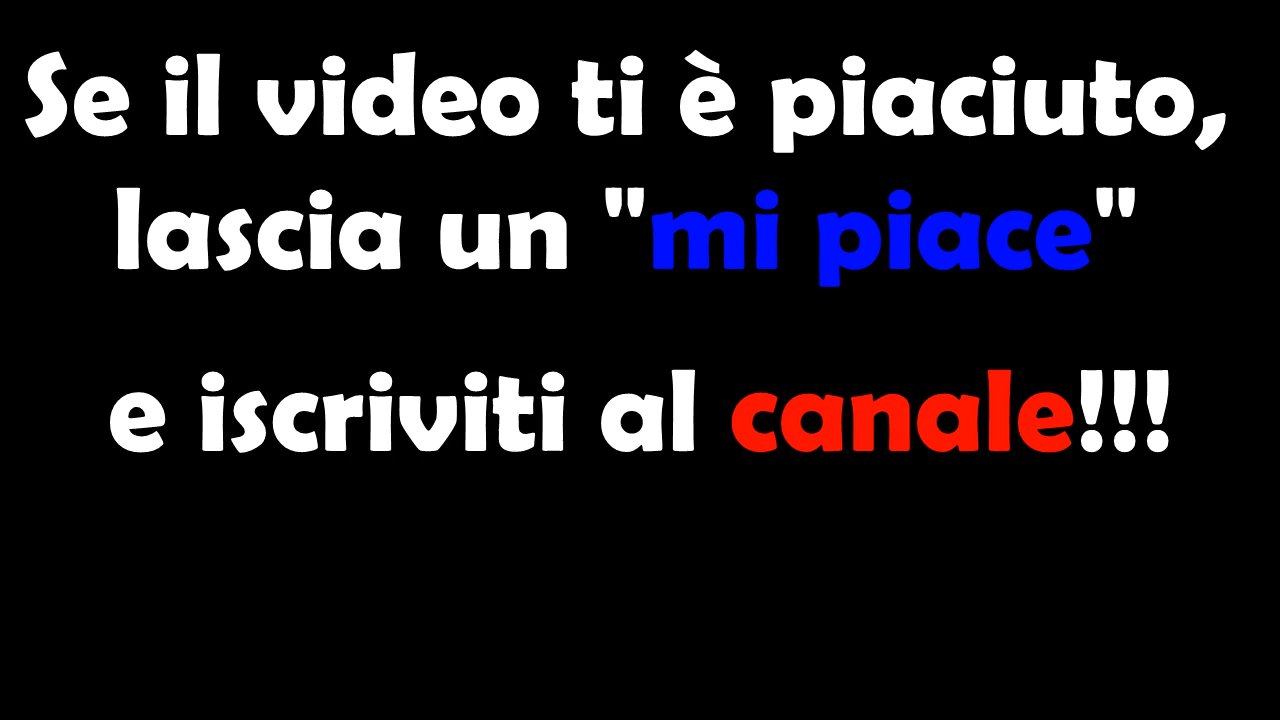 Se il video ti è piaciuto,
lascia un "mi piace"
e iscriviti al canale!!!